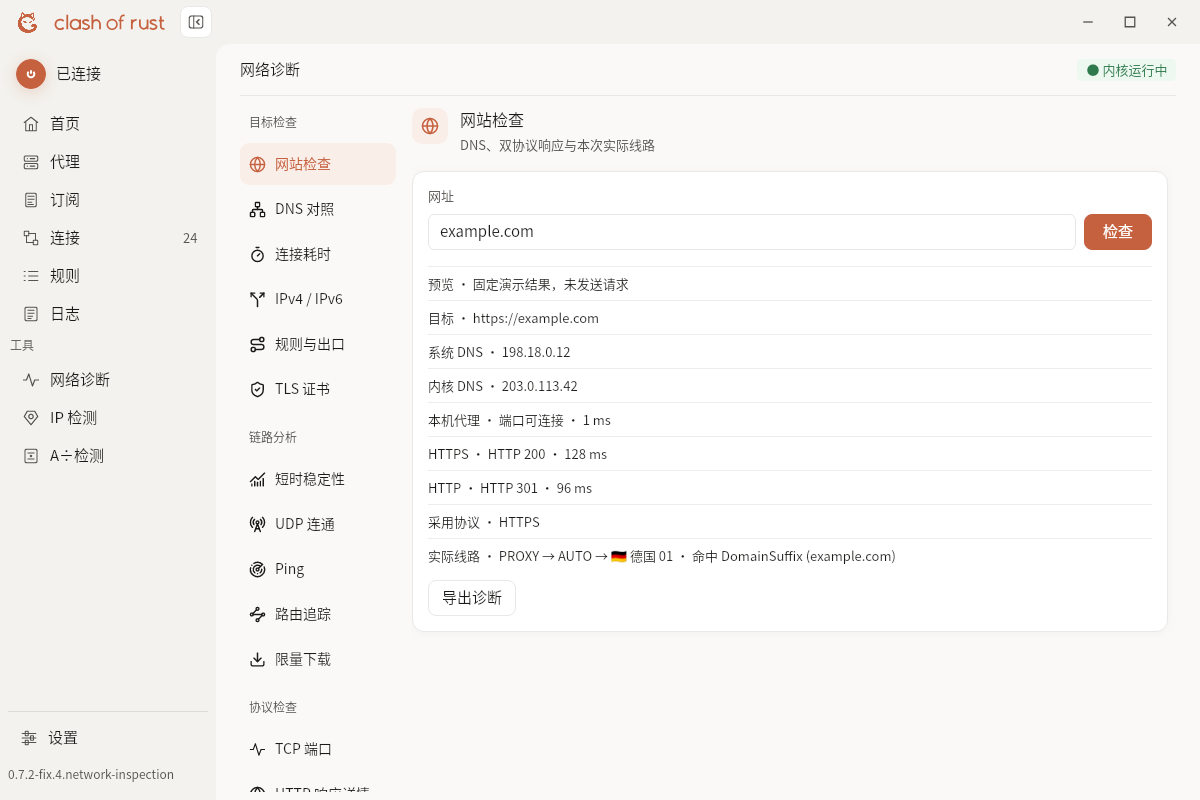 clash of rust
已连接
首页
代理
订阅
连接 24
规则
日志
工具
网络诊断
IP 检测
A÷检测
设置
0.7.2-fix.4.network-inspection
网络诊断
内核运行中
目标检查
网站检查
DNS 对照
连接耗时
IPv4 / IPv6
规则与出口
TLS 证书
链路分析
短时稳定性
UDP 连通
Ping
路由追踪
限量下载
协议检查
TCP 端口
HTTP 响应详情
网站检查
DNS、双协议响应与本次实际线路
网址
example.com
检查
预览 · 固定演示结果，未发送请求
目标 · https://example.com
系统 DNS · 198.18.0.12
内核 DNS · 203.0.113.42
本机代理 · 端口可连接 · 1 ms
HTTPS · HTTP 200 · 128 ms
HTTP · HTTP 301 · 96 ms
采用协议 · HTTPS
实际线路 · PROXY → AUTO → 🇩🇪 德国 01 · 命中 DomainSuffix (example.com)
导出诊断